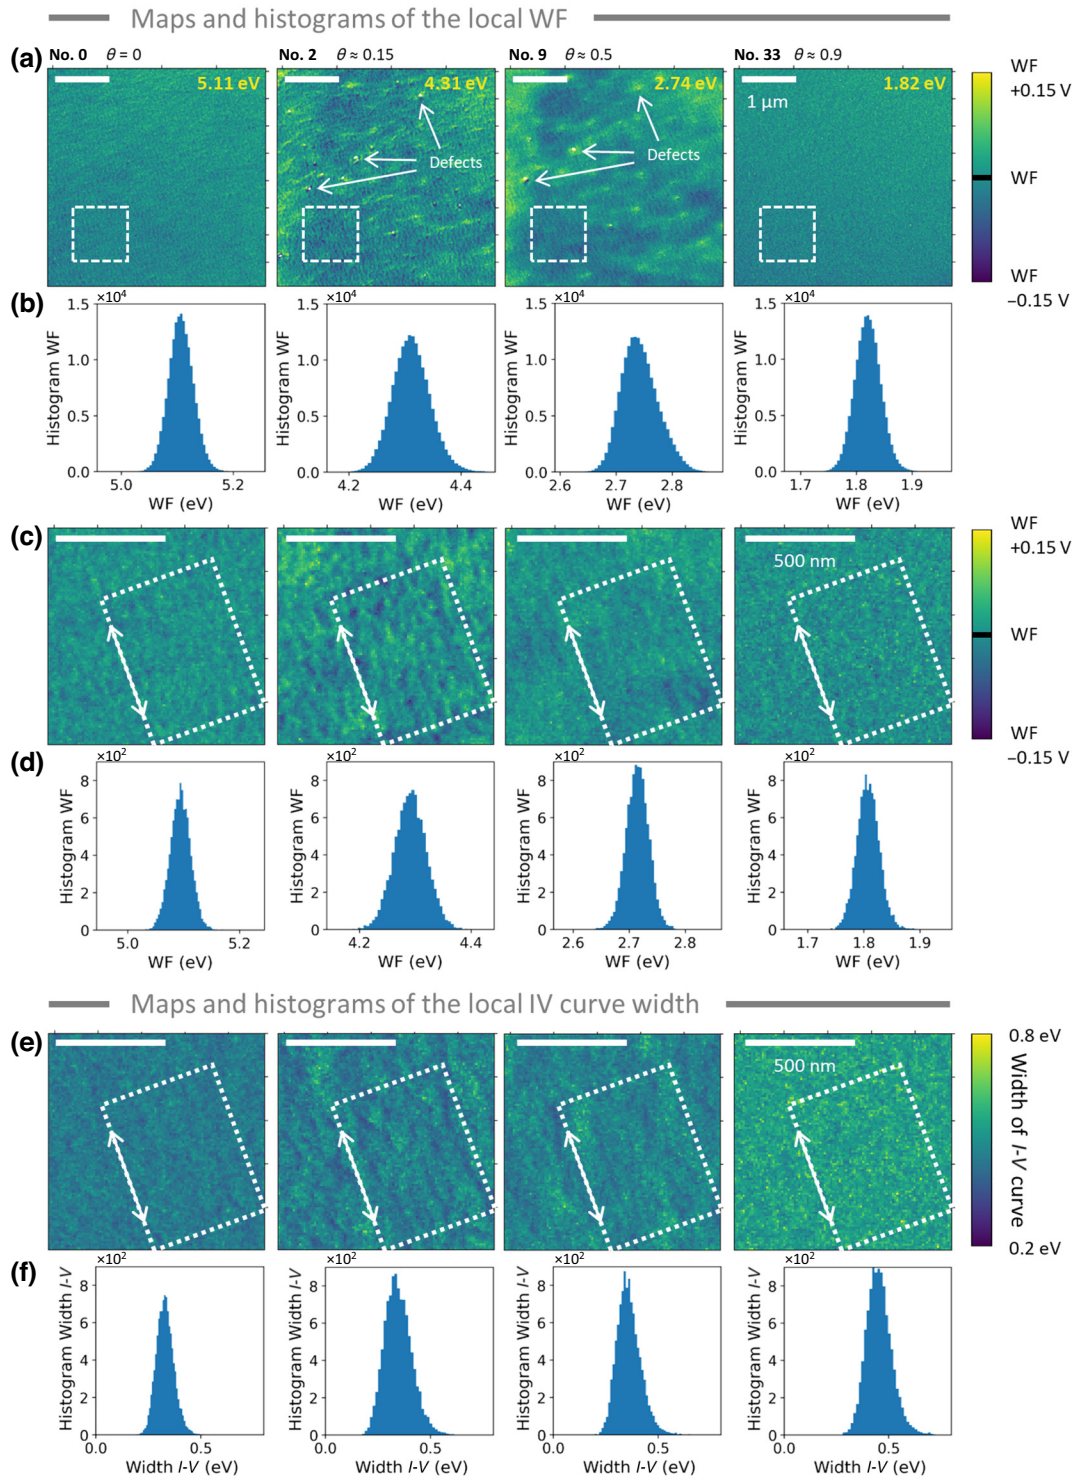 Maps and histograms of the local WF
(a) No. 0 θ = 0 No. 2 θ ≈ 0.15 No. 9 θ ≈ 0.5 No. 33 θ ≈ 0.9
5.11 eV 4.31 eV 2.74 eV 1.82 eV
1 μm
Defects Defects
WF
+0.15 V
WF
WF
−0.15 V
(b) ×10⁴ ×10⁴ ×10⁴ ×10⁴
Histogram WF Histogram WF Histogram WF Histogram WF
1.5 1.5 1.5 1.5
1.0 1.0 1.0 1.0
0.5 0.5 0.5 0.5
0.0 0.0 0.0 0.0
5.0 5.2 4.2 4.4 2.6 2.7 2.8 1.7 1.8 1.9
WF (eV) WF (eV) WF (eV) WF (eV)
(c)
500 nm
WF
+0.15 V
WF
WF
−0.15 V
(d) ×10² ×10² ×10² ×10²
Histogram WF Histogram WF Histogram WF Histogram WF
8 8 8 8
6 6 6 6
4 4 4 4
2 2 2 2
0 0 0 0
5.0 5.2 4.2 4.4 2.6 2.7 2.8 1.7 1.8 1.9
WF (eV) WF (eV) WF (eV) WF (eV)
Maps and histograms of the local IV curve width
(e)
500 nm
0.8 eV
Width of I-V curve
0.2 eV
(f) ×10² ×10² ×10² ×10²
Histogram Width I-V Histogram Width I-V Histogram Width I-V Histogram Width I-V
8 8 8 8
6 6 6 6
4 4 4 4
2 2 2 2
0 0 0 0
0.0 0.5 0.0 0.5 0.0 0.5 0.0 0.5
Width I-V (eV) Width I-V (eV) Width I-V (eV) Width I-V (eV)